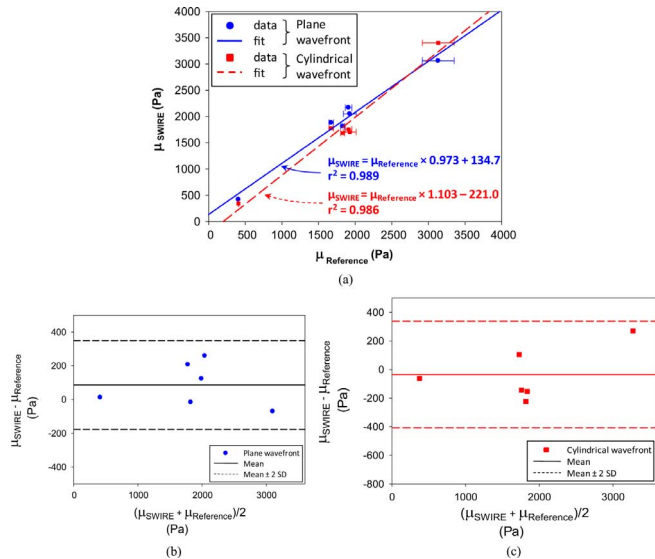 4000
3500
3000
2500
2000
1500
1000
500
0
μSWIRE (Pa)
data Plane
fit wavefront
data Cylindrical
fit wavefront
μSWIRE = μReference × 0.973 + 134.7
r² = 0.989
μSWIRE = μReference × 1.103 – 221.0
r² = 0.986
0 500 1000 1500 2000 2500 3000 3500 4000
μ Reference (Pa)
(a)
400
200
0
-200
-400
μSWIRE - μReference
(Pa)
Plane wavefront
Mean
Mean ± 2 SD
0 1000 2000 3000
(μSWIRE + μReference)/2
(Pa)
(b)
400
200
0
-200
-400
-600
-800
μSWIRE - μReference
(Pa)
Cylindrical wavefront
Mean
Mean ± 2 SD
0 1000 2000 3000
(μSWIRE + μReference)/2
(Pa)
(c)